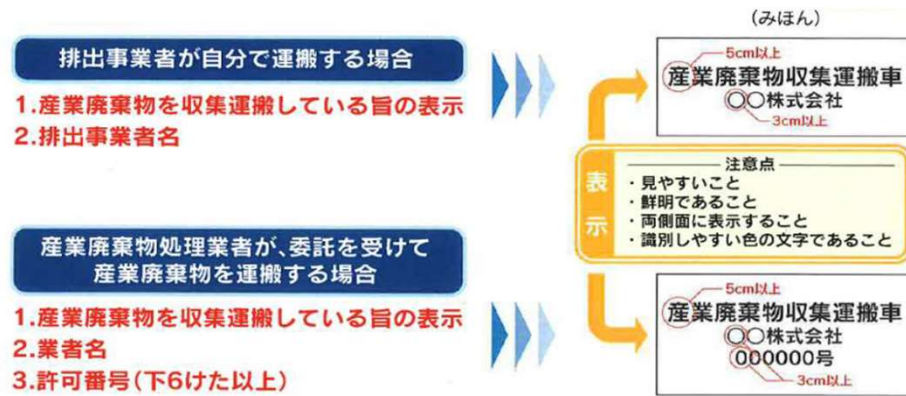 (みほん)
排出事業者が自分で運搬する場合
1.産業廃棄物を収集運搬している旨の表示
2.排出事業者名
5cm以上
産業廃棄物収集運搬車
○○株式会社
3cm以上
表示
注意点
・見やすいこと
・鮮明であること
・両側面に表示すること
・識別しやすい色の文字であること
産業廃棄物処理業者が、委託を受けて
産業廃棄物を運搬する場合
1.産業廃棄物を収集運搬している旨の表示
2.業者名
3.許可番号(下6けた以上)
5cm以上
産業廃棄物収集運搬車
○○株式会社
000000号
3cm以上